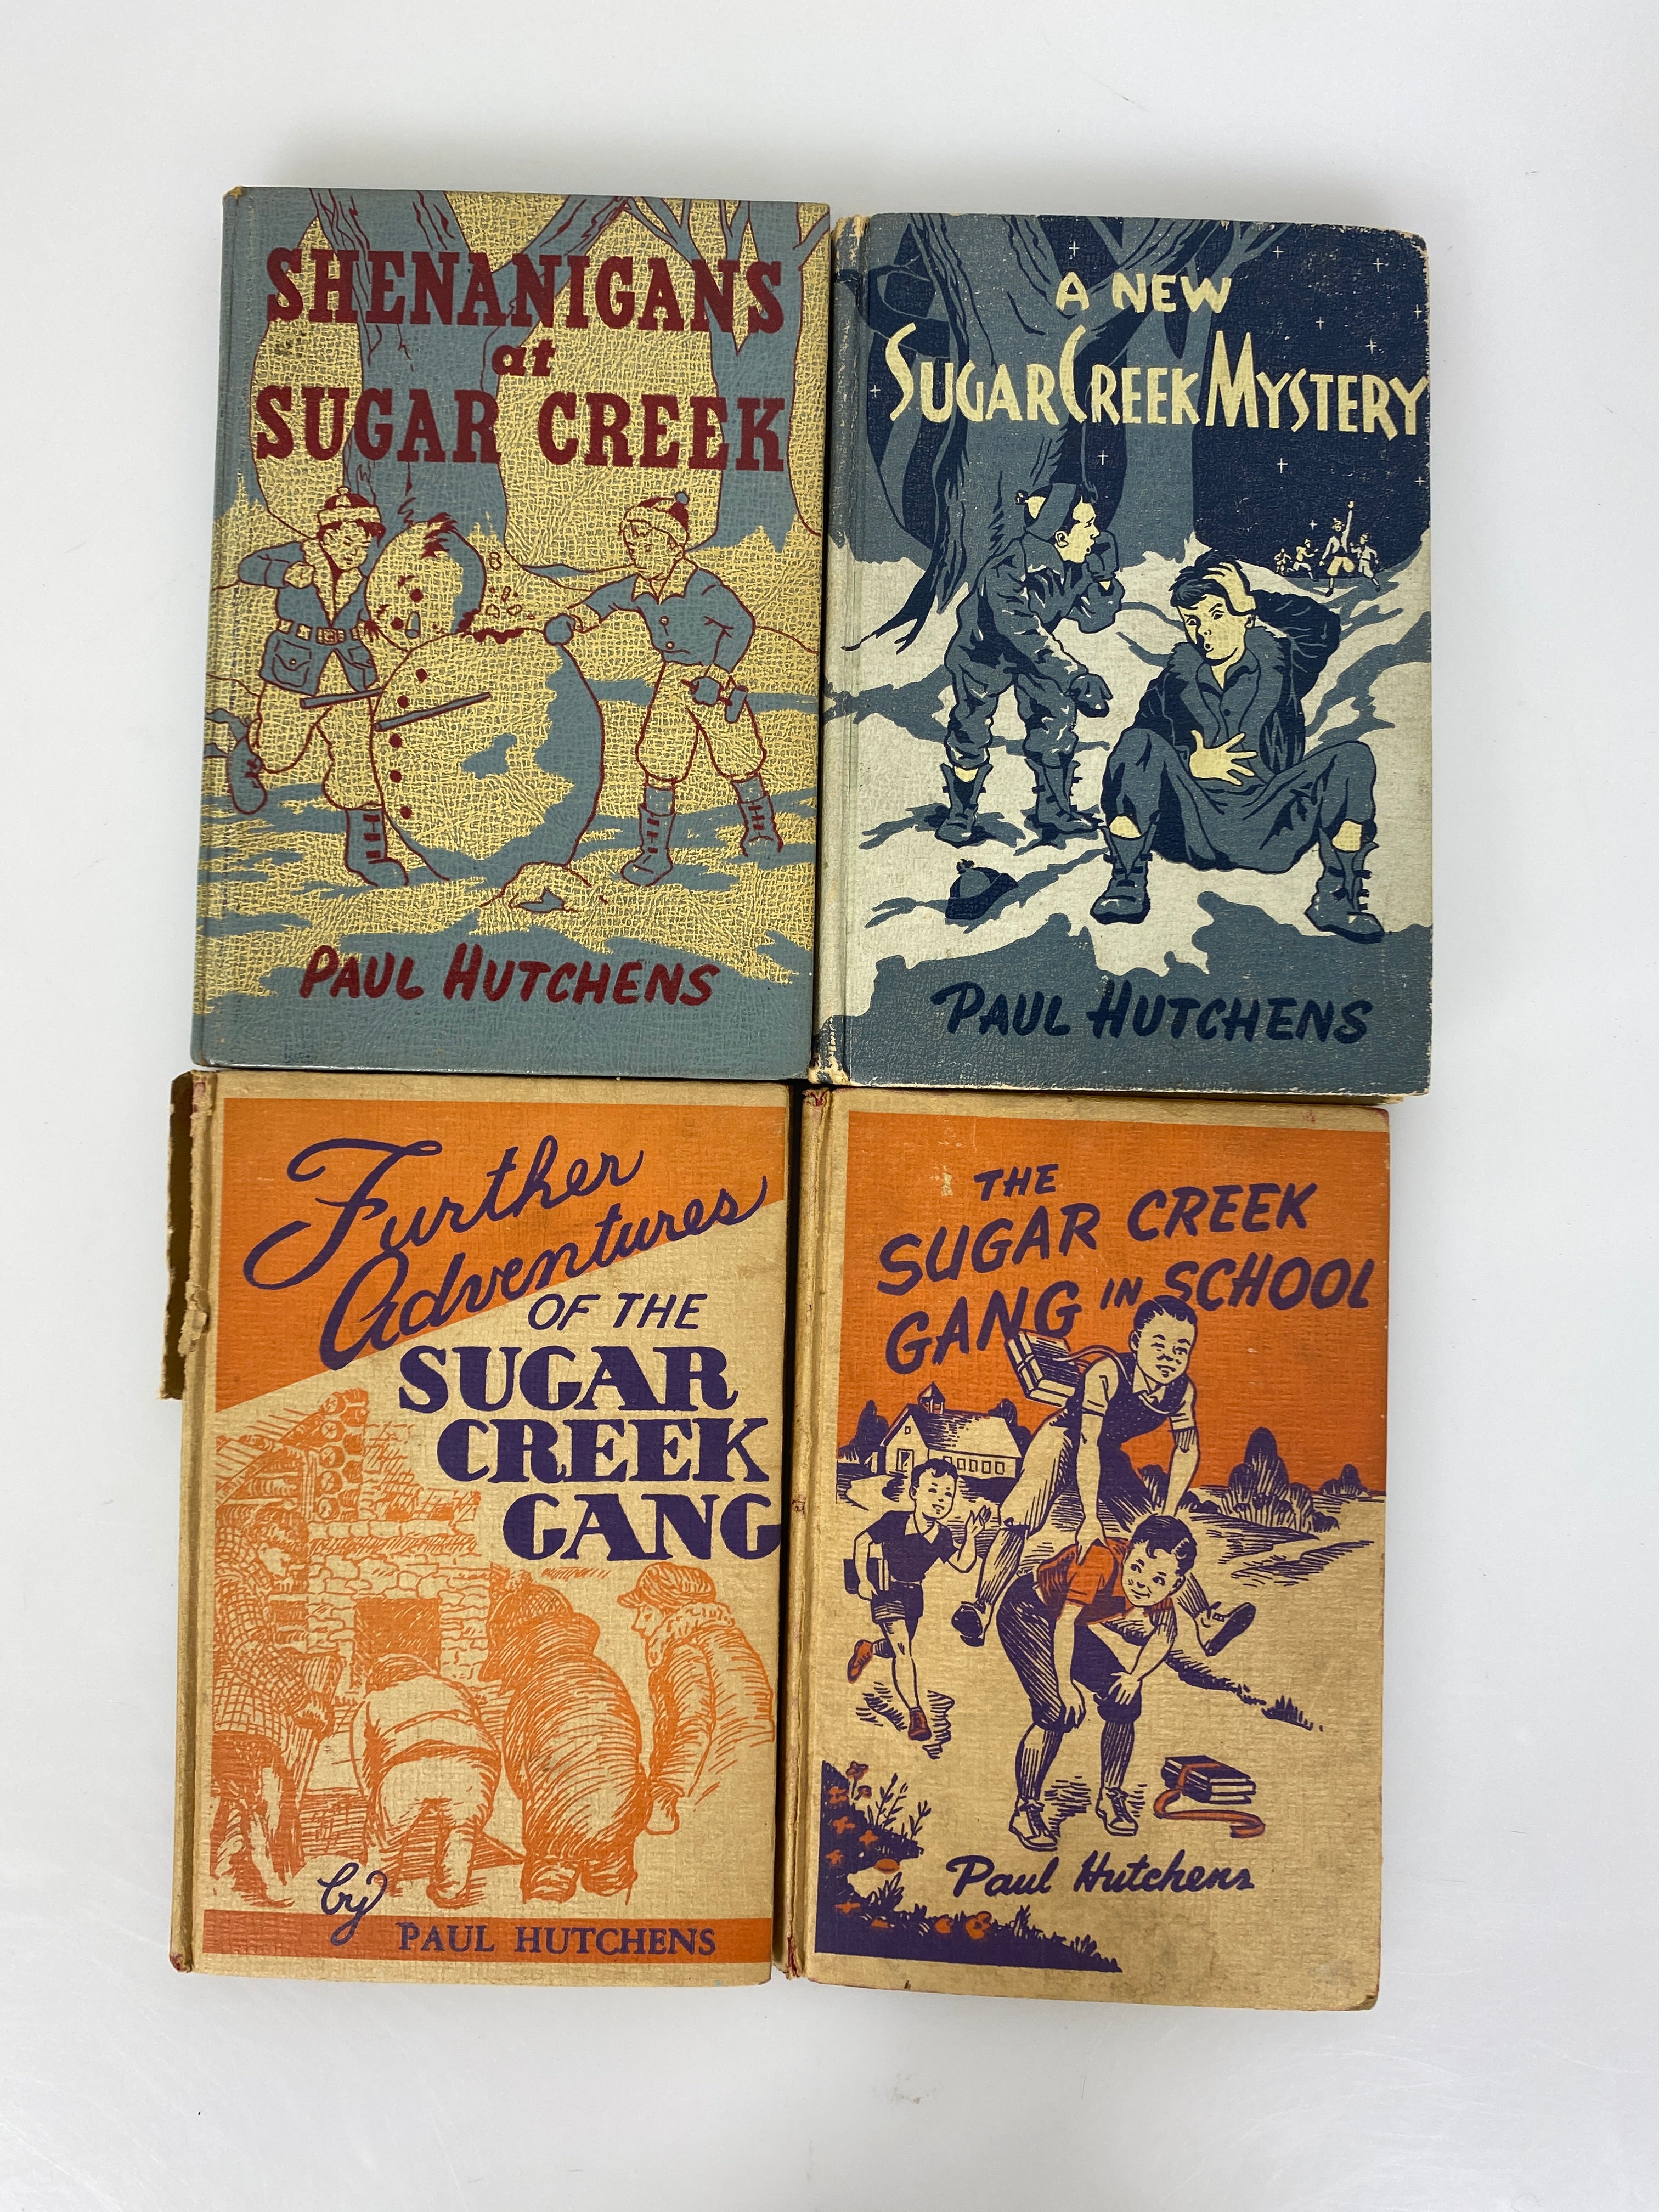 SHENANIGANS
at
SUGAR CREEK
PAUL HUTCHENS
A NEW
SUGAR CREEK MYSTERY
PAUL HUTCHENS
Further
Adventures
OF THE
SUGAR
CREEK
GANG
by
PAUL HUTCHENS
THE
SUGAR CREEK
GANG IN SCHOOL
Paul Hutchens